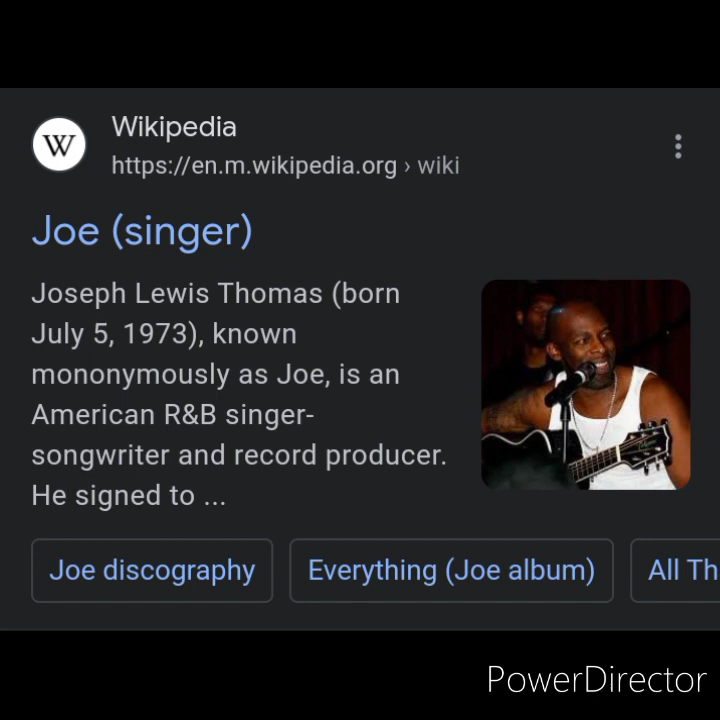 W
Wikipedia
https://en.m.wikipedia.org › wiki
Joe (singer)
Joseph Lewis Thomas (born
July 5, 1973), known
mononymously as Joe, is an
American R&B singer-
songwriter and record producer.
He signed to ...
Joe discography
Everything (Joe album)
All Th
PowerDirector